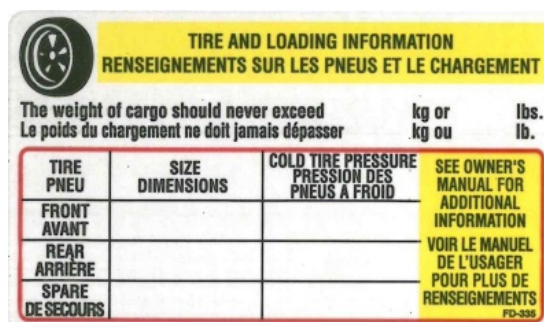 TIRE AND LOADING INFORMATION
RENSEIGNEMENTS SUR LES PNEUS ET LE CHARGEMENT
The weight of cargo should never exceed kg or lbs.
Le poids du chargement ne doit jamais dépasser kg ou lb.
TIRE
PNEU
SIZE
DIMENSIONS
COLD TIRE PRESSURE
PRESSION DES
PNEUS A FROID
SEE OWNER'S
MANUAL FOR
ADDITIONAL
INFORMATION
VOIR LE MANUEL
DE L'USAGER
POUR PLUS DE
RENSEIGNEMENTS
FRONT
AVANT
REAR
ARRIÈRE
SPARE
DE SECOURS
FD-335